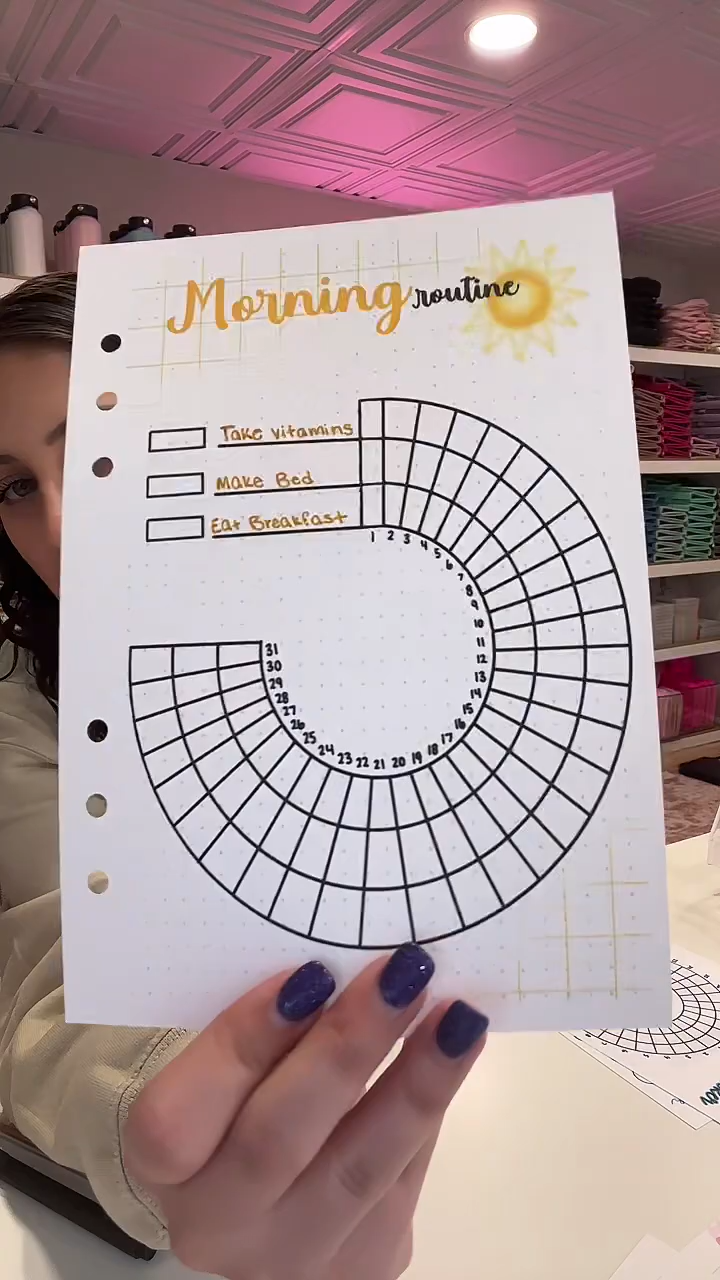 Morning routine
Take vitamins
Make Bed
Eat Breakfast
1 2 3 4 5 6 7 8 9 10 11 12 13 14 15 16 17 18 19 20 21 22 23 24 25 26 27 28 29 30 31